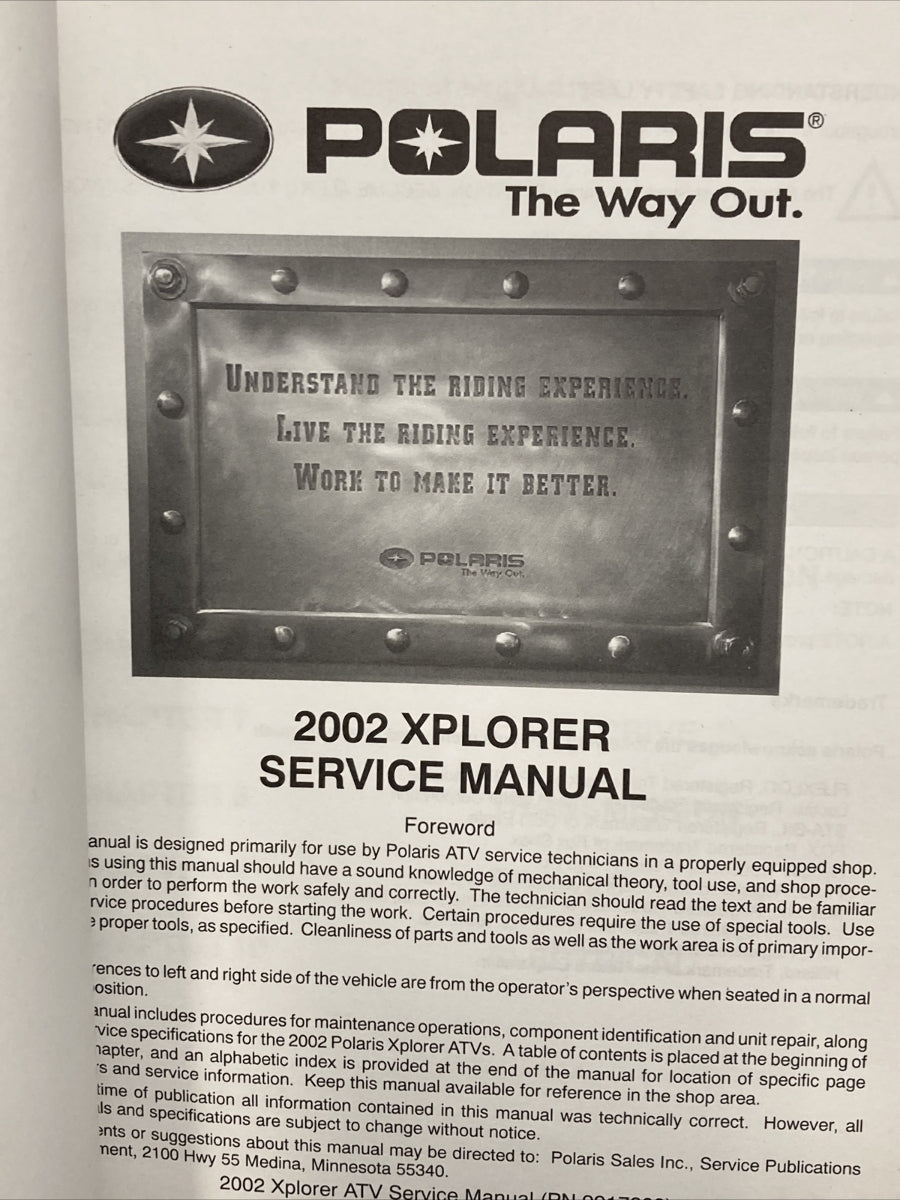 POLARIS®
The Way Out.
UNDERSTAND THE RIDING EXPERIENCE.
LIVE THE RIDING EXPERIENCE.
WORK TO MAKE IT BETTER.
POLARIS
The Way Out.
2002 XPLORER
SERVICE MANUAL
Foreword
anual is designed primarily for use by Polaris ATV service technicians in a properly equipped shop.
s using this manual should have a sound knowledge of mechanical theory, tool use, and shop proce-
n order to perform the work safely and correctly. The technician should read the text and be familiar
rvice procedures before starting the work. Certain procedures require the use of special tools. Use
e proper tools, as specified. Cleanliness of parts and tools as well as the work area is of primary impor-
rences to left and right side of the vehicle are from the operator's perspective when seated in a normal
osition.
anual includes procedures for maintenance operations, component identification and unit repair, along
vice specifications for the 2002 Polaris Xplorer ATVs. A table of contents is placed at the beginning of
hapter, and an alphabetic index is provided at the end of the manual for location of specific page
s and service information. Keep this manual available for reference in the shop area.
time of publication all information contained in this manual was technically correct. However, all
ls and specifications are subject to change without notice.
ents or suggestions about this manual may be directed to: Polaris Sales Inc., Service Publications
ment, 2100 Hwy 55 Medina, Minnesota 55340.
2002 Xplorer ATV Service Manual (PN